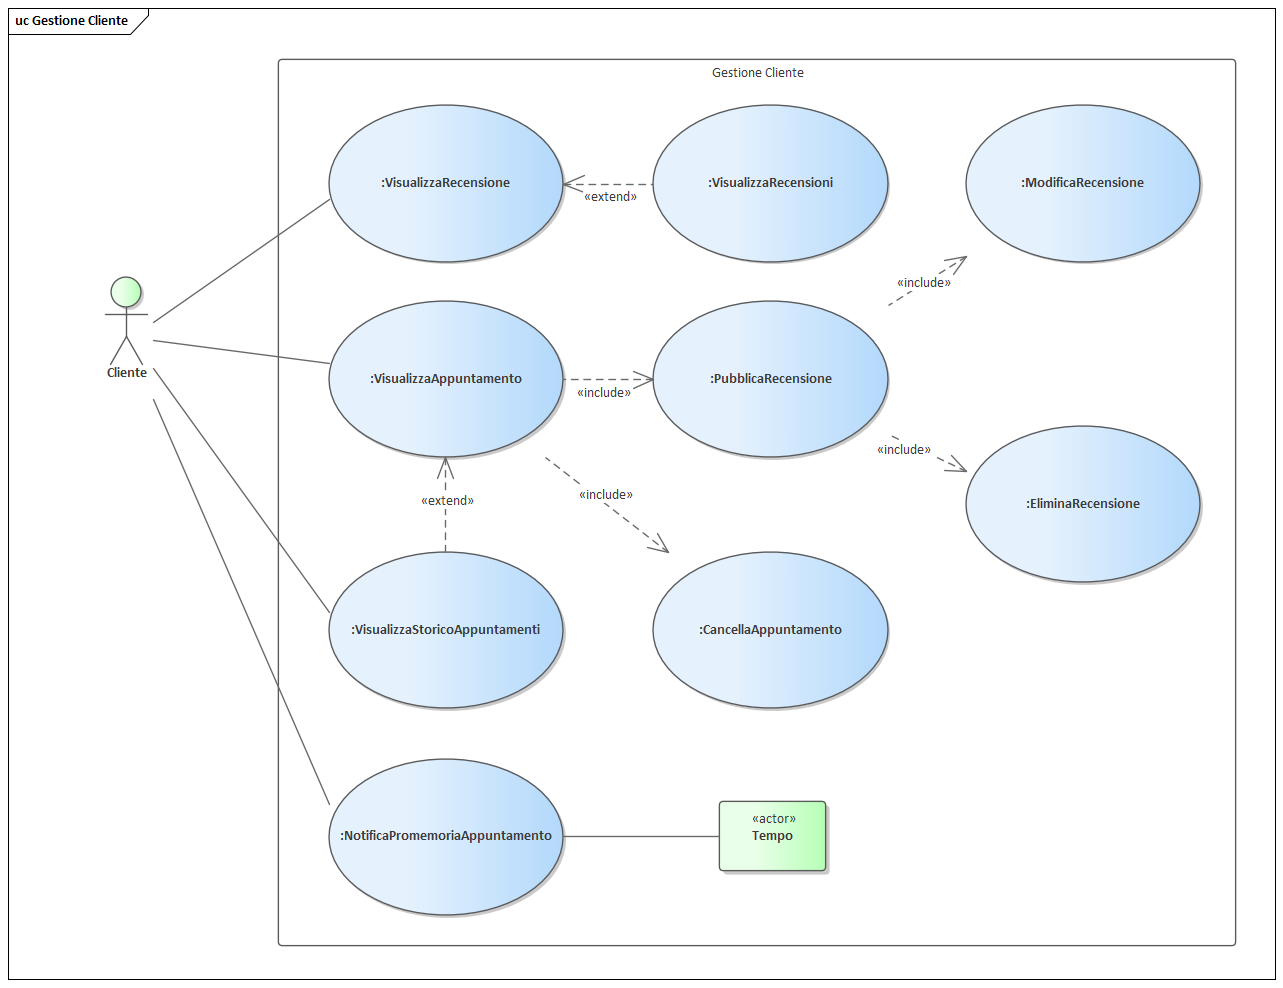 uc Gestione Cliente
Gestione Cliente
:VisualizzaRecensione
«extend»
:VisualizzaRecensioni
:ModificaRecensione
«include»
Cliente
:VisualizzaAppuntamento
«include»
:PubblicaRecensione
«include»
«extend»
«include»
:EliminaRecensione
:VisualizzaStoricoAppuntamenti
:CancellaAppuntamento
:NotificaPromemoriaAppuntamento
«actor»
Tempo